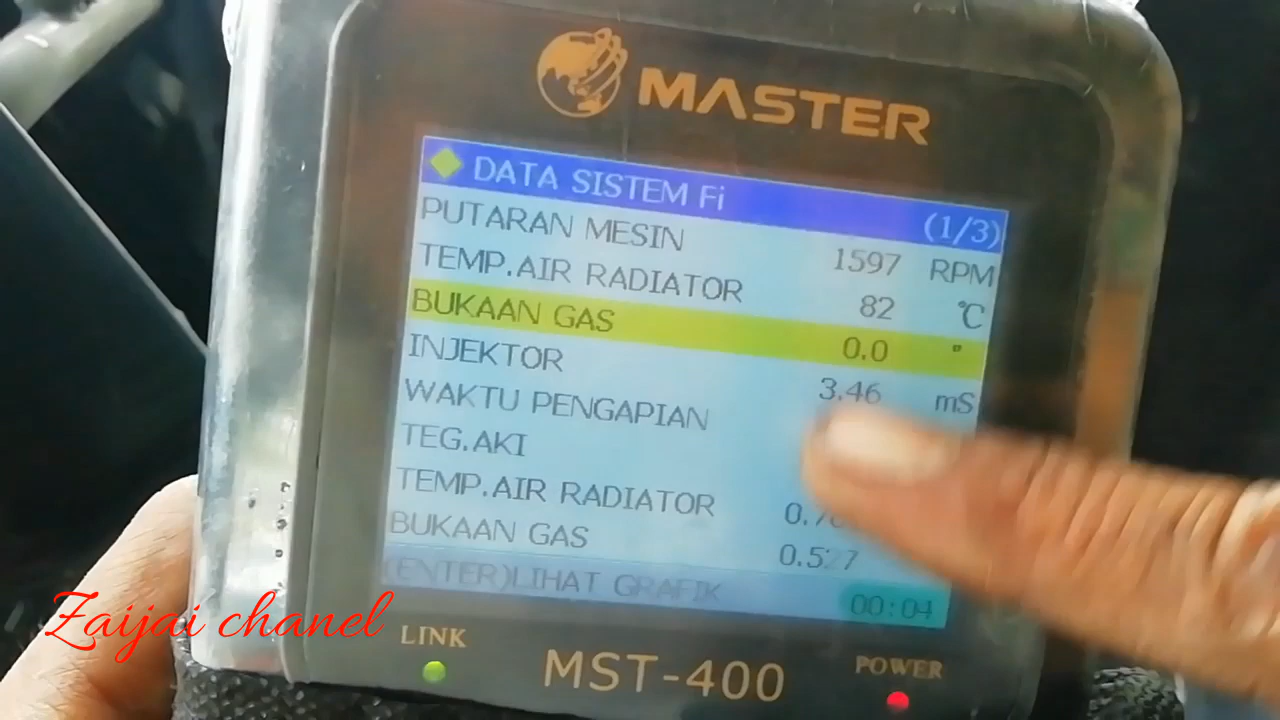 MASTER
DATA SISTEM Fi (1/3)
PUTARAN MESIN 1597 RPM
TEMP.AIR RADIATOR 82 °C
BUKAAN GAS 0.0 °
INJEKTOR 3.46 mS
WAKTU PENGAPIAN
TEG.AKI
TEMP.AIR RADIATOR
BUKAAN GAS
(ENTER)LIHAT GRAFIK 00:04
Zaijai chanel
LINK
MST-400
POWER